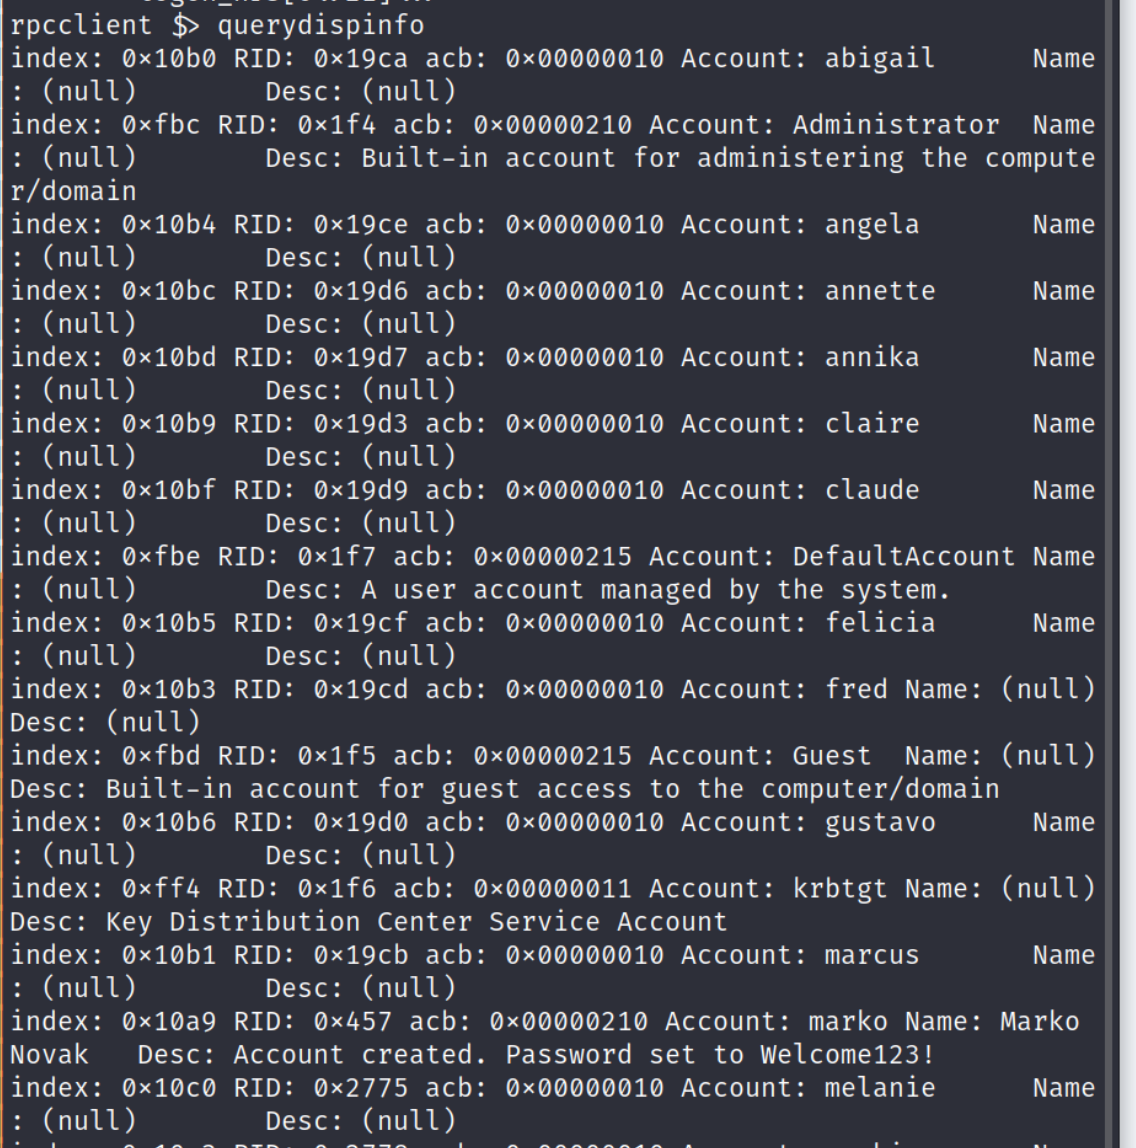 rpcclient $> querydispinfo
index: 0×10b0 RID: 0×19ca acb: 0×00000010 Account: abigail      Name
: (null)        Desc: (null)
index: 0×fbc RID: 0×1f4 acb: 0×00000210 Account: Administrator  Name
: (null)        Desc: Built-in account for administering the compute
r/domain
index: 0×10b4 RID: 0×19ce acb: 0×00000010 Account: angela       Name
: (null)        Desc: (null)
index: 0×10bc RID: 0×19d6 acb: 0×00000010 Account: annette      Name
: (null)        Desc: (null)
index: 0×10bd RID: 0×19d7 acb: 0×00000010 Account: annika       Name
: (null)        Desc: (null)
index: 0×10b9 RID: 0×19d3 acb: 0×00000010 Account: claire       Name
: (null)        Desc: (null)
index: 0×10bf RID: 0×19d9 acb: 0×00000010 Account: claude       Name
: (null)        Desc: (null)
index: 0×fbe RID: 0×1f7 acb: 0×00000215 Account: DefaultAccount Name
: (null)        Desc: A user account managed by the system.
index: 0×10b5 RID: 0×19cf acb: 0×00000010 Account: felicia      Name
: (null)        Desc: (null)
index: 0×10b3 RID: 0×19cd acb: 0×00000010 Account: fred Name: (null)
Desc: (null)
index: 0×fbd RID: 0×1f5 acb: 0×00000215 Account: Guest  Name: (null)
Desc: Built-in account for guest access to the computer/domain
index: 0×10b6 RID: 0×19d0 acb: 0×00000010 Account: gustavo      Name
: (null)        Desc: (null)
index: 0×ff4 RID: 0×1f6 acb: 0×00000011 Account: krbtgt Name: (null)
Desc: Key Distribution Center Service Account
index: 0×10b1 RID: 0×19cb acb: 0×00000010 Account: marcus       Name
: (null)        Desc: (null)
index: 0×10a9 RID: 0×457 acb: 0×00000210 Account: marko Name: Marko
Novak   Desc: Account created. Password set to Welcome123!
index: 0×10c0 RID: 0×2775 acb: 0×00000010 Account: melanie      Name
: (null)        Desc: (null)